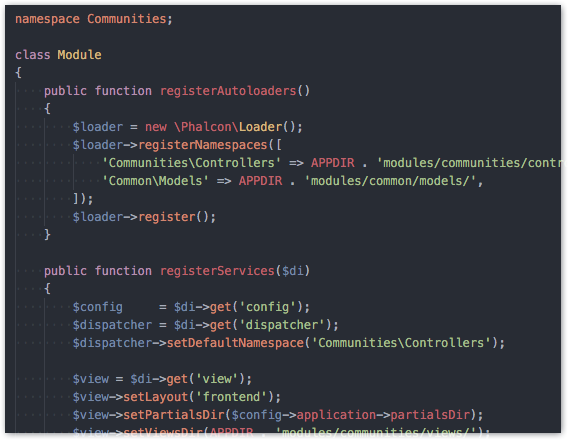 namespace Communities;
class Module
{
public function registerAutoloaders()
{
$loader = new \Phalcon\Loader();
$loader->registerNamespaces([
'Communities\Controllers' => APPDIR . 'modules/communities/contr
'Common\Models' => APPDIR . 'modules/common/models/',
]);
$loader->register();
}
public function registerServices($di)
{
$config     = $di->get('config');
$dispatcher = $di->get('dispatcher');
$dispatcher->setDefaultNamespace('Communities\Controllers');
$view = $di->get('view');
$view->setLayout('frontend');
$view->setPartialsDir($config->application->partialsDir);
$view->setViewsDir(APPDIR . 'modules/communities/views/');